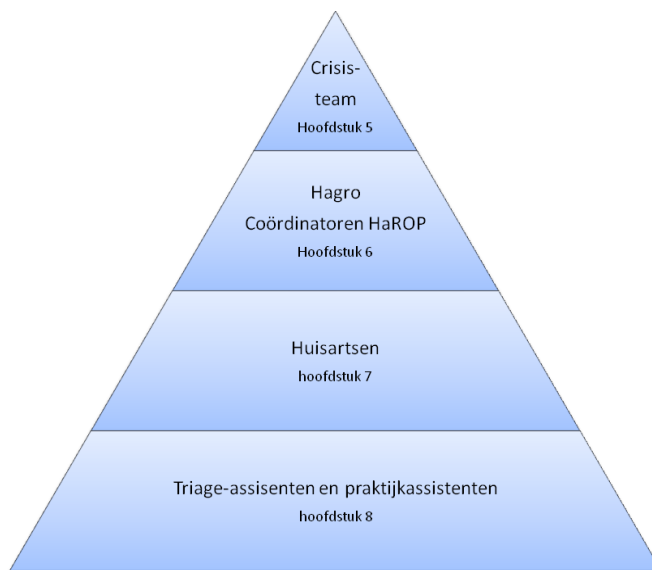 Crisis-
team
Hoofdstuk 5
Hagro
Coördinatoren HaROP
Hoofdstuk 6
Huisartsen
hoofdstuk 7
Triage-assisenten en praktijkassistenten
hoofdstuk 8